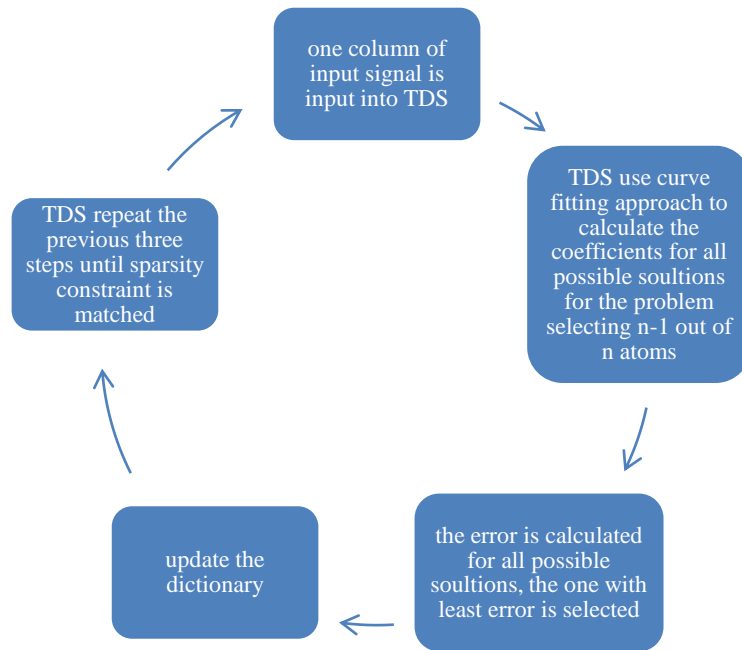 one column of
input signal is
input into TDS
TDS use curve
fitting approach to
calculate the
coefficients for all
possible soultions
for the problem
selecting n-1 out of
n atoms
the error is calculated
for all possible
soultions, the one with
least error is selected
update the
dictionary
TDS repeat the
previous three
steps until sparsity
constraint is
matched